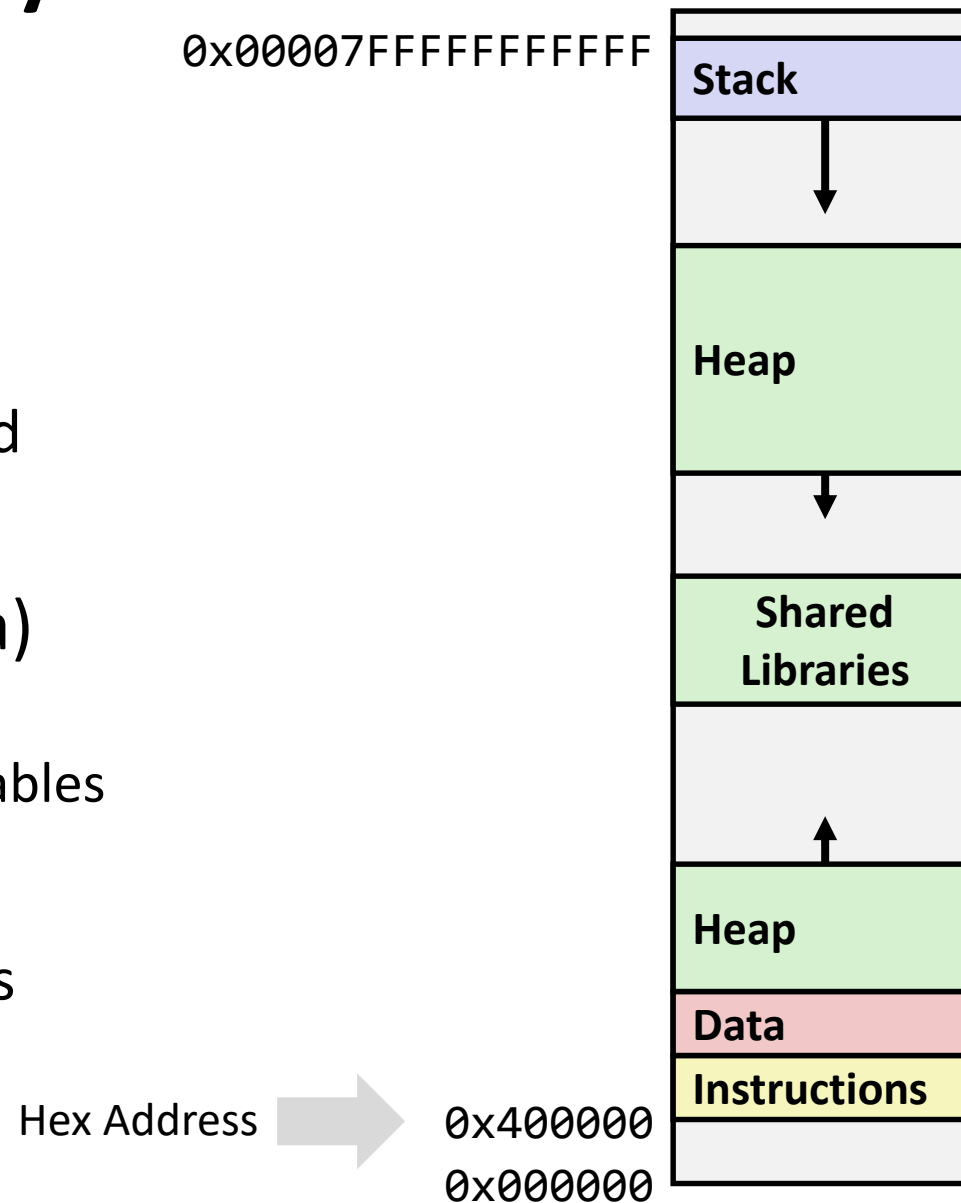 0x00007FFFFFFFFFFF
Stack
Heap
d
)
Shared
Libraries
ables
Heap
s
Data
Instructions
Hex Address
0x400000
0x000000